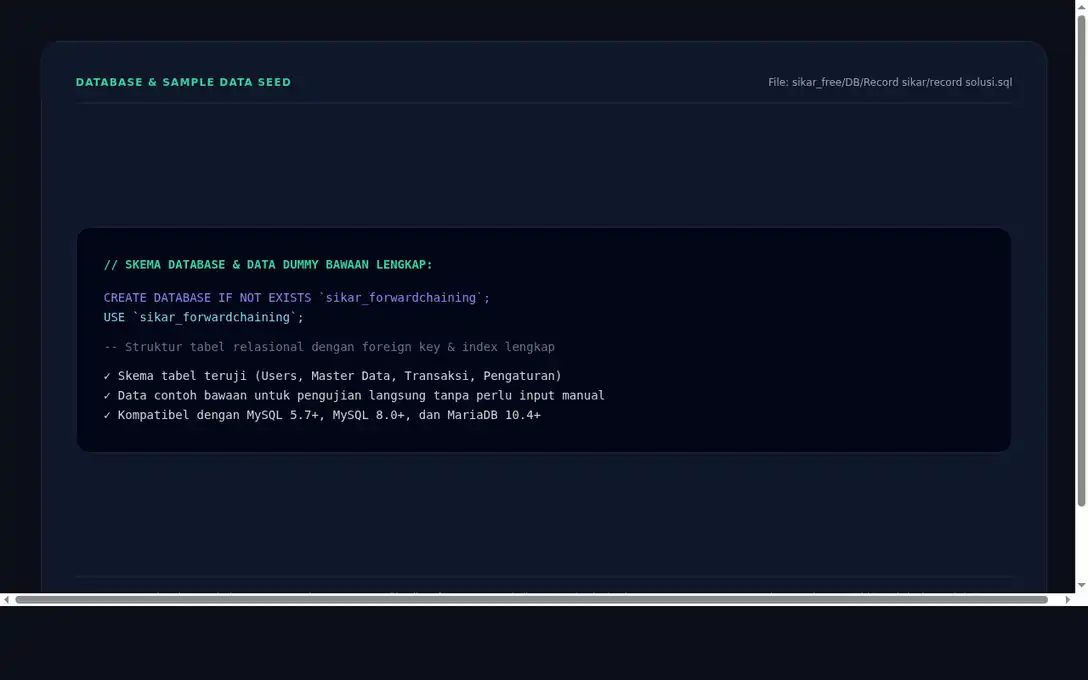 DATABASE & SAMPLE DATA SEED
File: sikar_free/DB/Record sikar/record solusi.sql
// SKEMA DATABASE & DATA DUMMY BAWAAN LENGKAP:
CREATE DATABASE IF NOT EXISTS `sikar_forwardchaining`;
USE `sikar_forwardchaining`;
-- Struktur tabel relasional dengan foreign key & index lengkap
✓ Skema tabel teruji (Users, Master Data, Transaksi, Pengaturan)
✓ Data contoh bawaan untuk pengujian langsung tanpa perlu input manual
✓ Kompatibel dengan MySQL 5.7+, MySQL 8.0+, dan MariaDB 10.4+